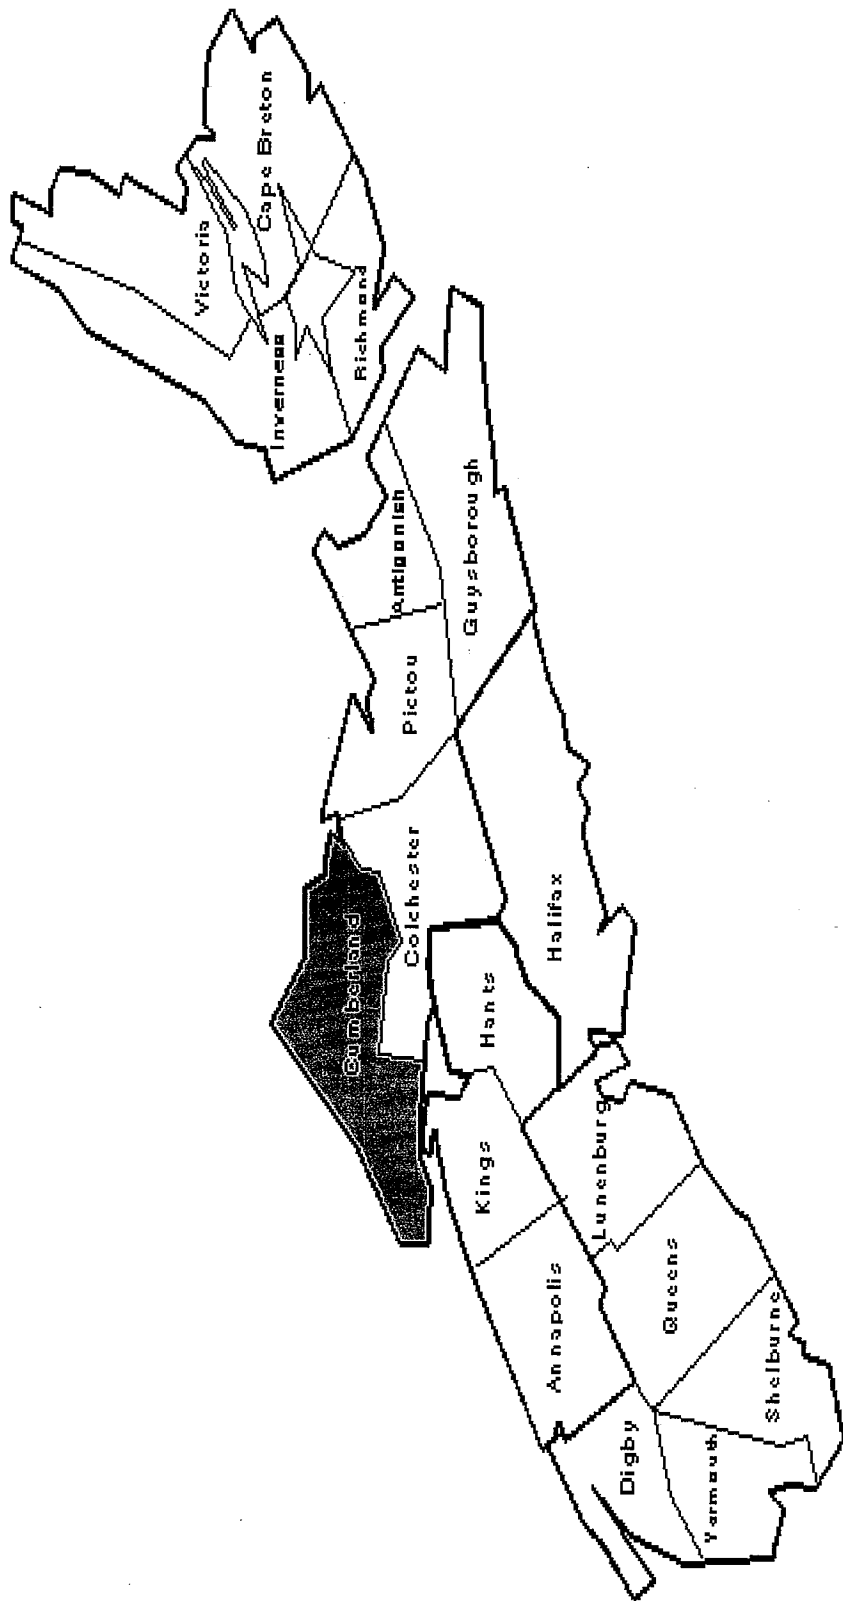 Victoria
Cape Breton
Inverness
Richmond
Antigonish
Guysborough
Pictou
Colchester
Cumberland
Halifax
Hants
Kings
Lunenburg
Annapolis
Queens
Shelburne
Digby
Yarmouth